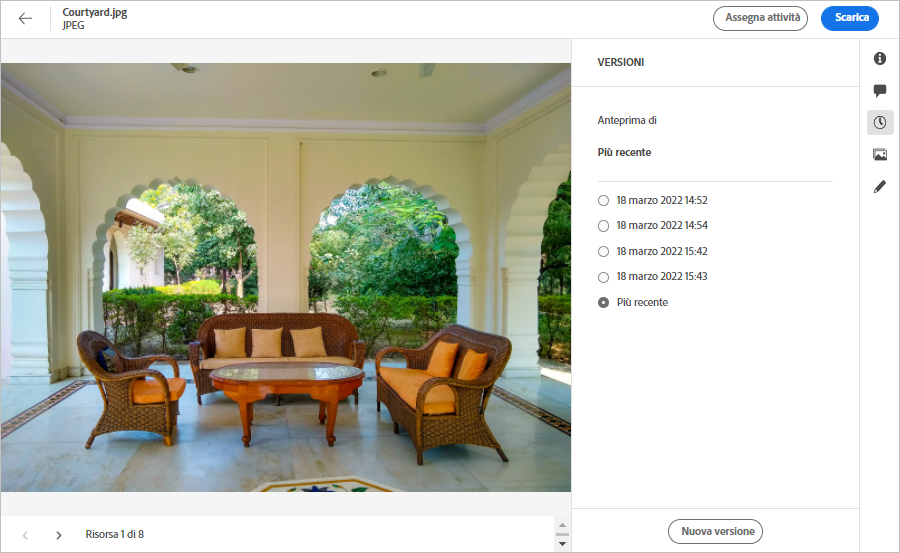 Courtyard.jpg
JPEG
Assegna attività
Scarica
VERSIONI
Anteprima di
Più recente
18 marzo 2022 14:52
18 marzo 2022 14:54
18 marzo 2022 15:42
18 marzo 2022 15:43
Più recente
Risorsa 1 di 8
Nuova versione